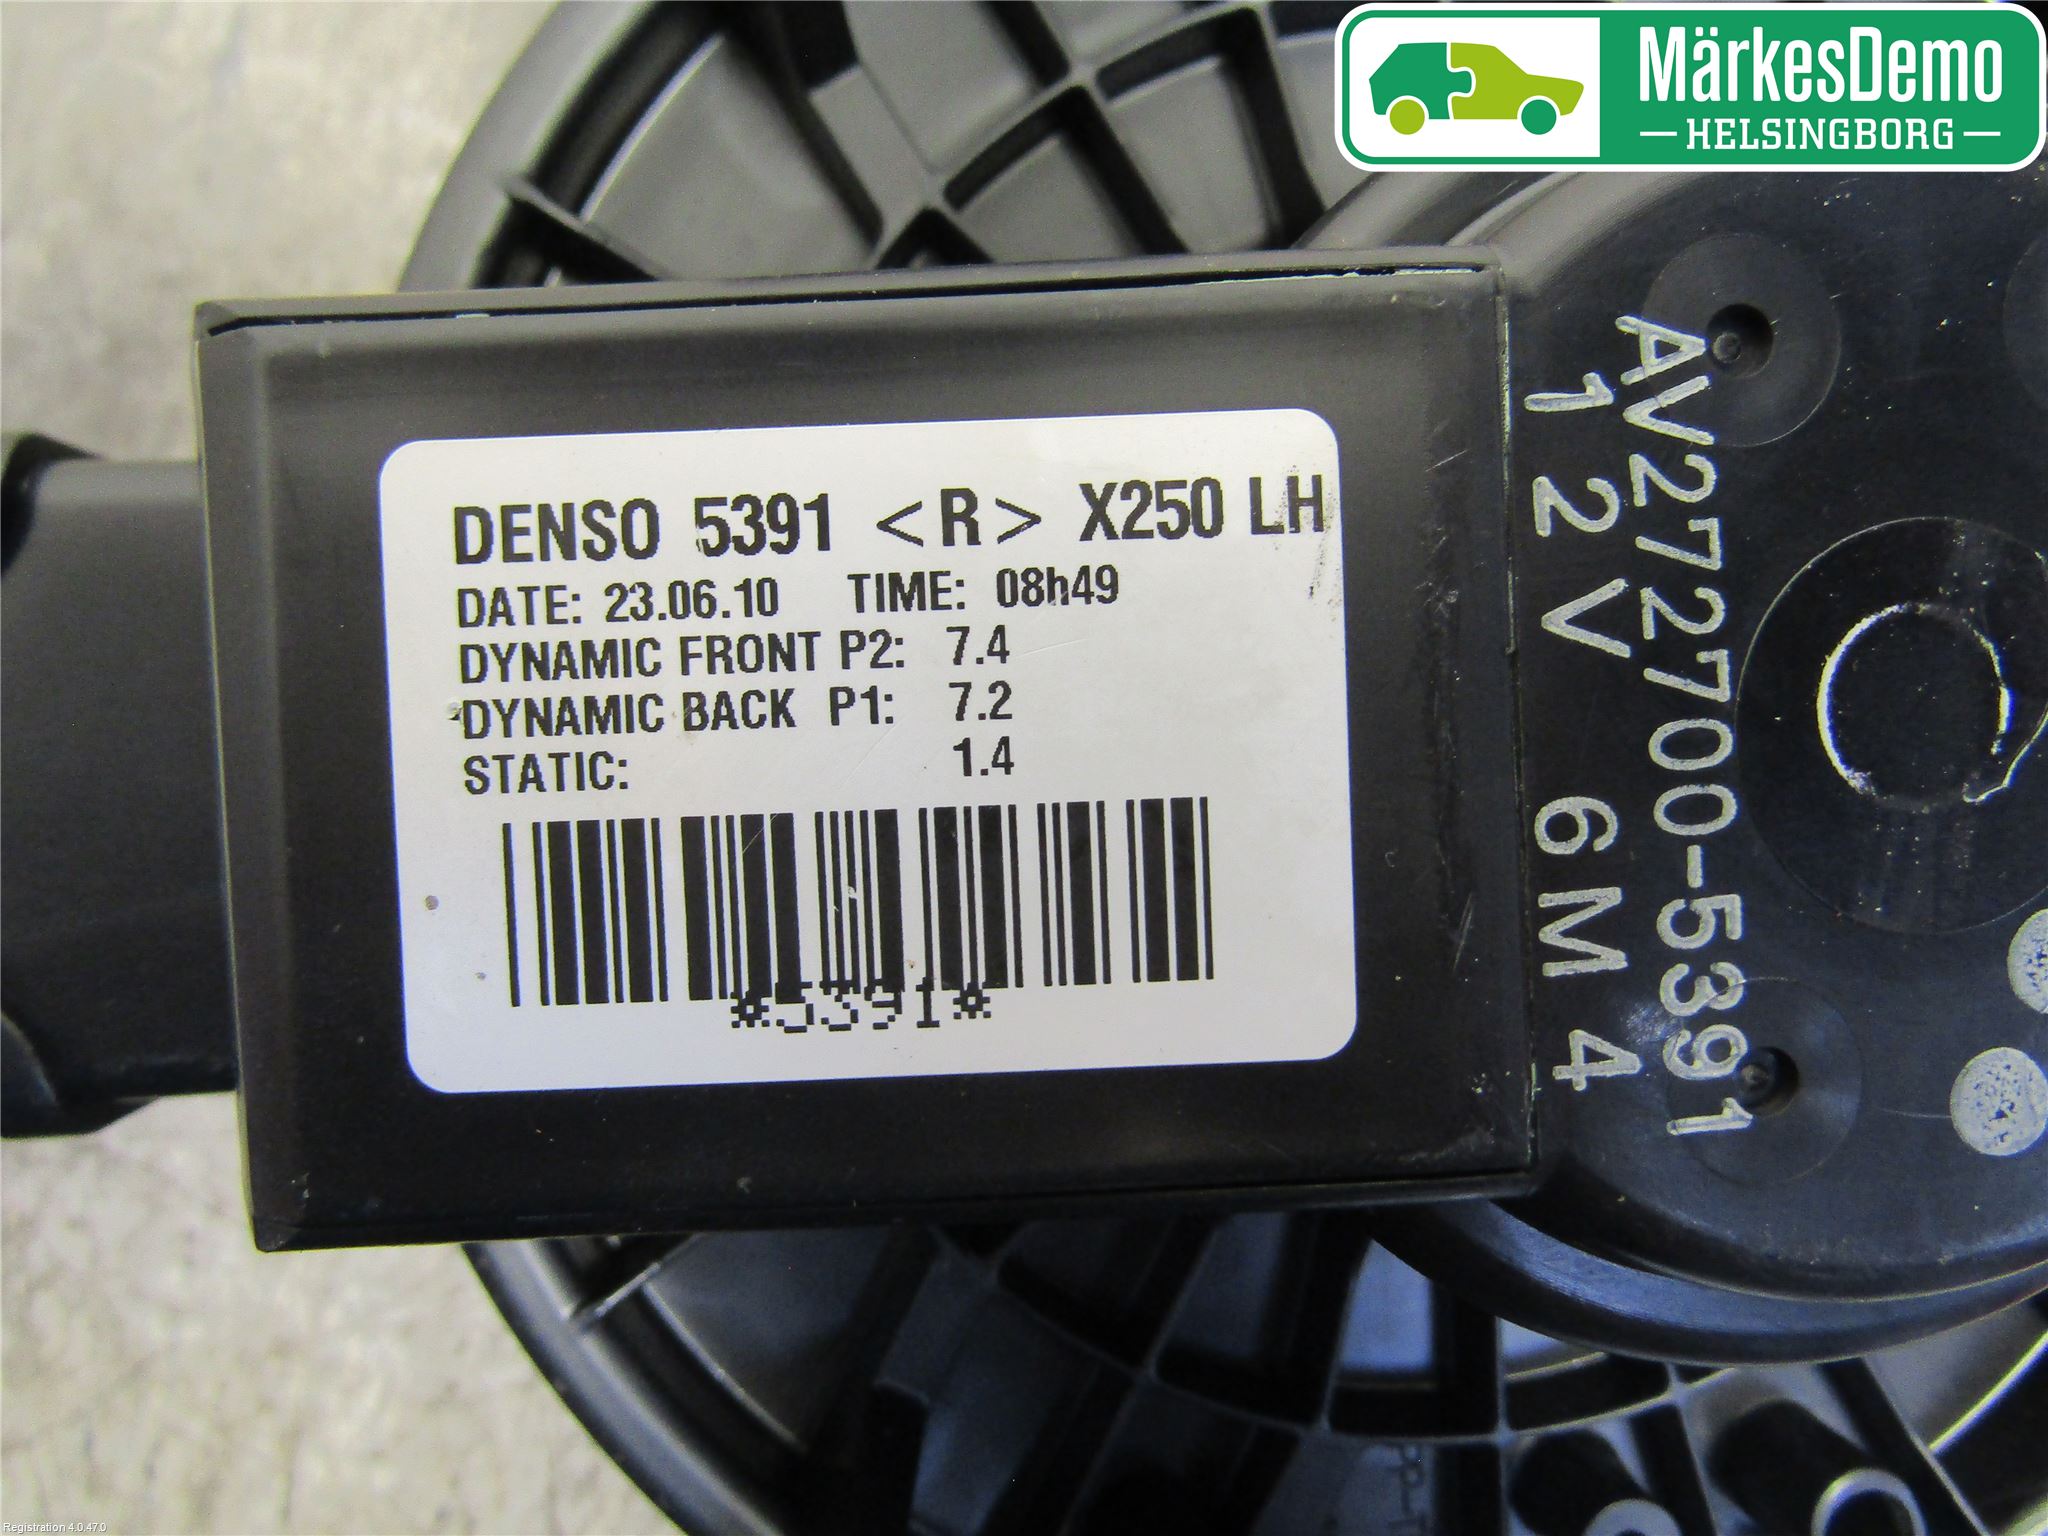 MärkesDemo
HELSINGBORG
DENSO 5391 <R> X250 LH
DATE: 23.06.10 TIME: 08h49
DYNAMIC FRONT P2: 7.4
DYNAMIC BACK P1: 7.2
STATIC: 1.4
*5391*
AV272700-5391
12V 6M4
Registration 4.0.47.0